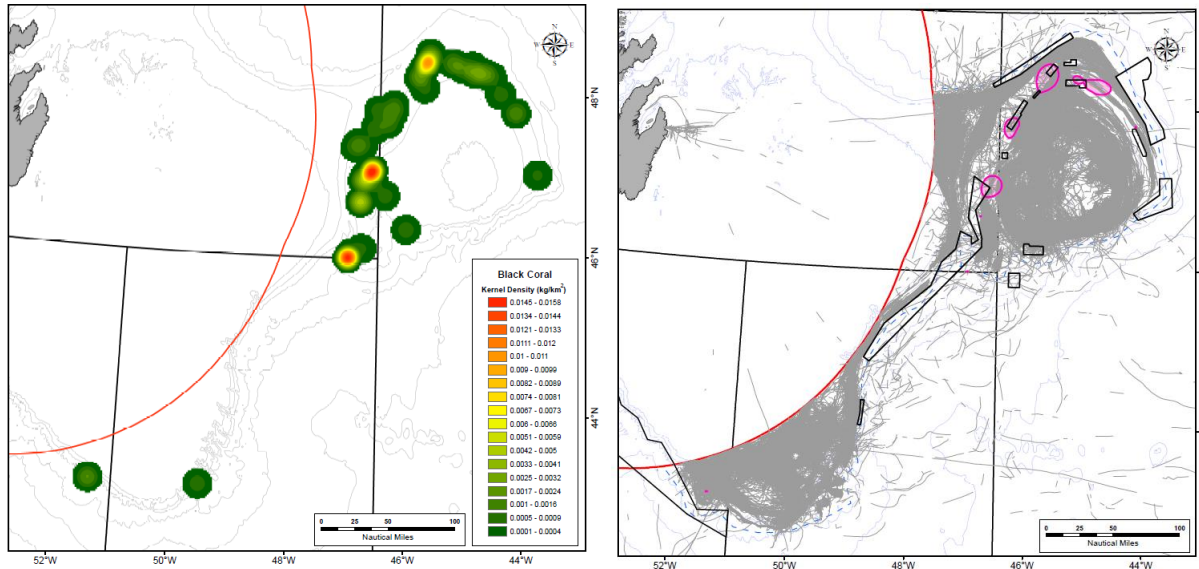 N
W E
S
48°N
46°N
44°N
Black Coral
Kernel Density (kg/km²)
0.0145 - 0.0158
0.0134 - 0.0144
0.0121 - 0.0133
0.0111 - 0.012
0.01 - 0.011
0.009 - 0.0099
0.0082 - 0.0089
0.0074 - 0.0081
0.0067 - 0.0073
0.006 - 0.0066
0.0051 - 0.0059
0.0042 - 0.005
0.0033 - 0.0041
0.0025 - 0.0032
0.0017 - 0.0024
0.001 - 0.0016
0.0005 - 0.0009
0.0001 - 0.0004
0 25 50 100
Nautical Miles
52°W 50°W 48°W 46°W 44°W
N
W E
S
48°N
46°N
44°N
0 25 50 100
Nautical Miles
52°W 50°W 48°W 46°W 44°W